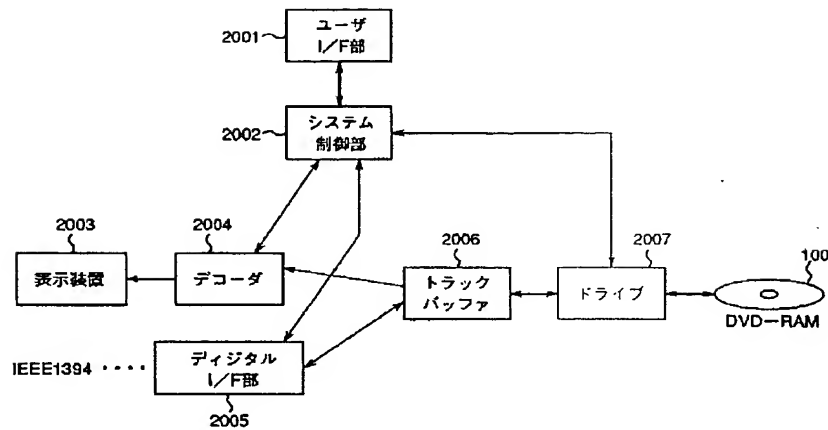 2001
ユーザ
I/F部
2002
システム
制御部
2003
表示装置
2004
デコーダ
2006
トラック
バッファ
2007
ドライブ
100
DVD-RAM
IEEE1394 ・・・・
ディジタル
I/F部
2005